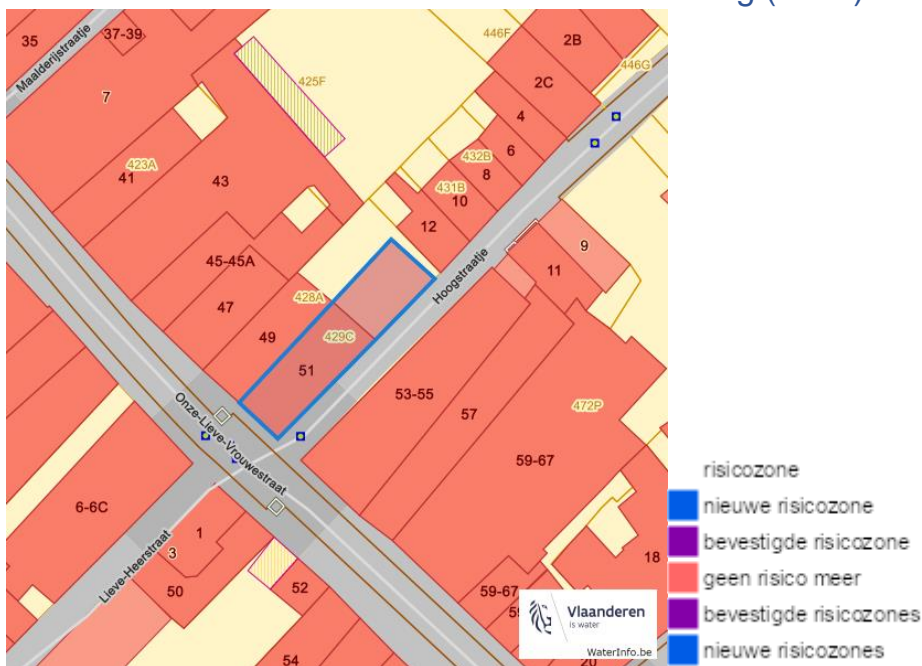 35
37-39
Maalderijstraatje
7
425F
446F
2B
446G
2C
4
6
432B
8
431B
10
12
423A
41
43
9
11
45-45A
Hoogstraatje
47
428A
49
429C
51
53-55
57
472P
59-67
Onze-Lieve-Vrouwestraat
6-6C
1
3
Lieve-Heerstraat
50
52
54
59-67
18
20
Vlaanderen
is water
WaterInfo.be
risicozone
nieuwe risicozone
bevestigde risicozone
geen risico meer
bevestigde risicozones
nieuwe risicozones